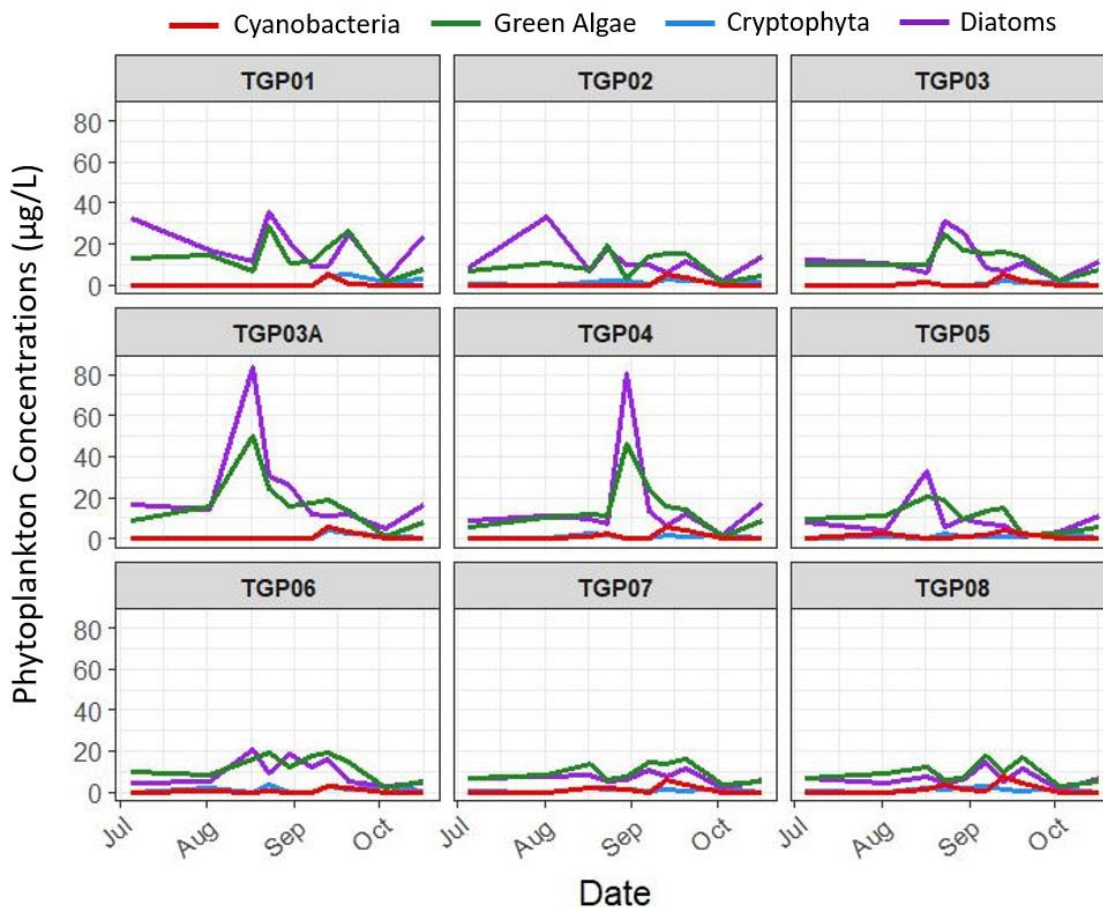 Cyanobacteria Green Algae Cryptophyta Diatoms
TGP01 TGP02 TGP03
80
60
40
20
0
TGP03A TGP04 TGP05
80
60
40
20
0
TGP06 TGP07 TGP08
80
60
40
20
0
Jul Aug Sep Oct Jul Aug Sep Oct Jul Aug Sep Oct
Phytoplankton Concentrations (µg/L)
Date